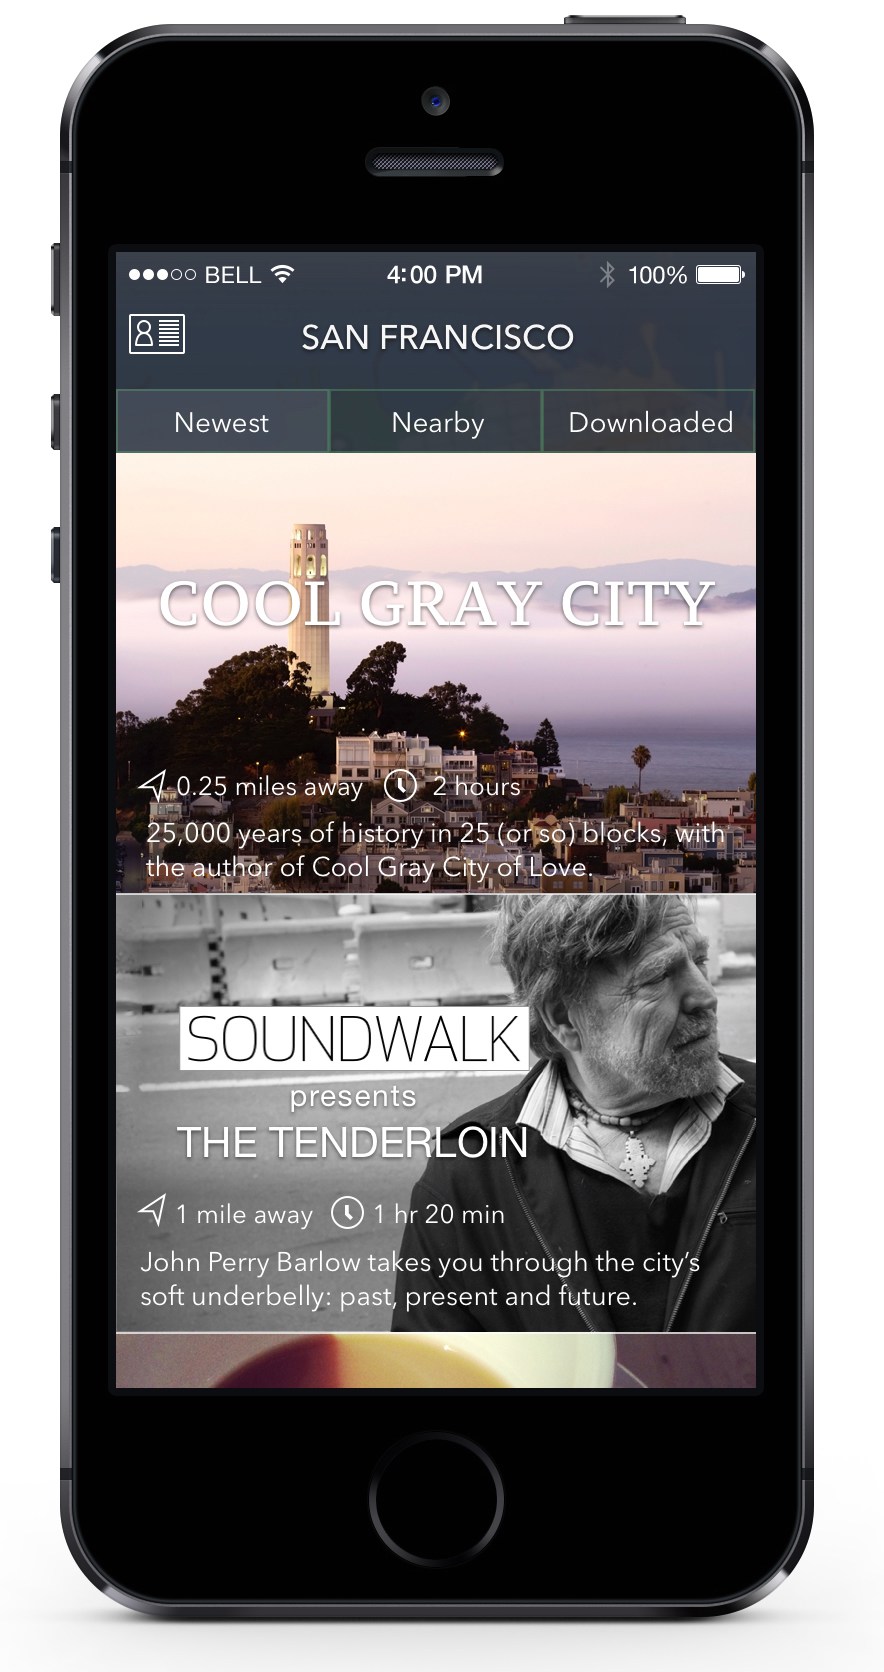 BELL 4:00 PM 100%
SAN FRANCISCO
Newest Nearby Downloaded
COOL GRAY CITY
0.25 miles away 2 hours
25,000 years of history in 25 (or so) blocks, with
the author of Cool Gray City of Love.
SOUNDWALK
presents
THE TENDERLOIN
1 mile away 1 hr 20 min
John Perry Barlow takes you through the city’s
soft underbelly: past, present and future.